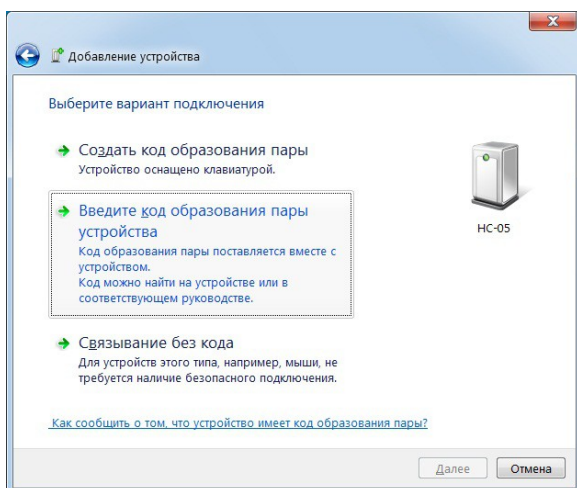 Добавление устройства
Выберите вариант подключения
Создать код образования пары
Устройство оснащено клавиатурой.
Введите код образования пары
устройства
Код образования пары поставляется вместе с
устройством.
Код можно найти на устройстве или в
соответствующем руководстве.
HC-05
Связывание без кода
Для устройств этого типа, например, мыши, не
требуется наличие безопасного подключения.
Как сообщить о том, что устройство имеет код образования пары?
Далее
Отмена